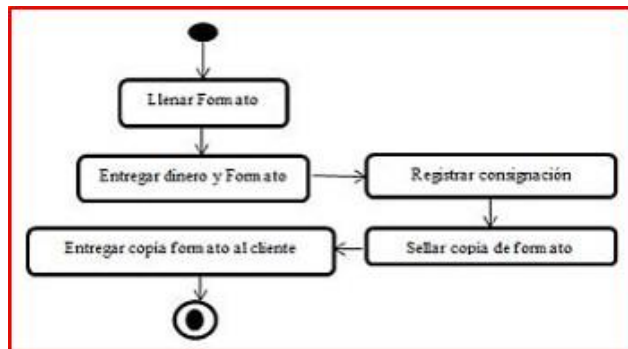 Llenar Formato
Entregar dinero y Formato
Registrar consignación
Sellar copia de formato
Entregar copia formato al cliente